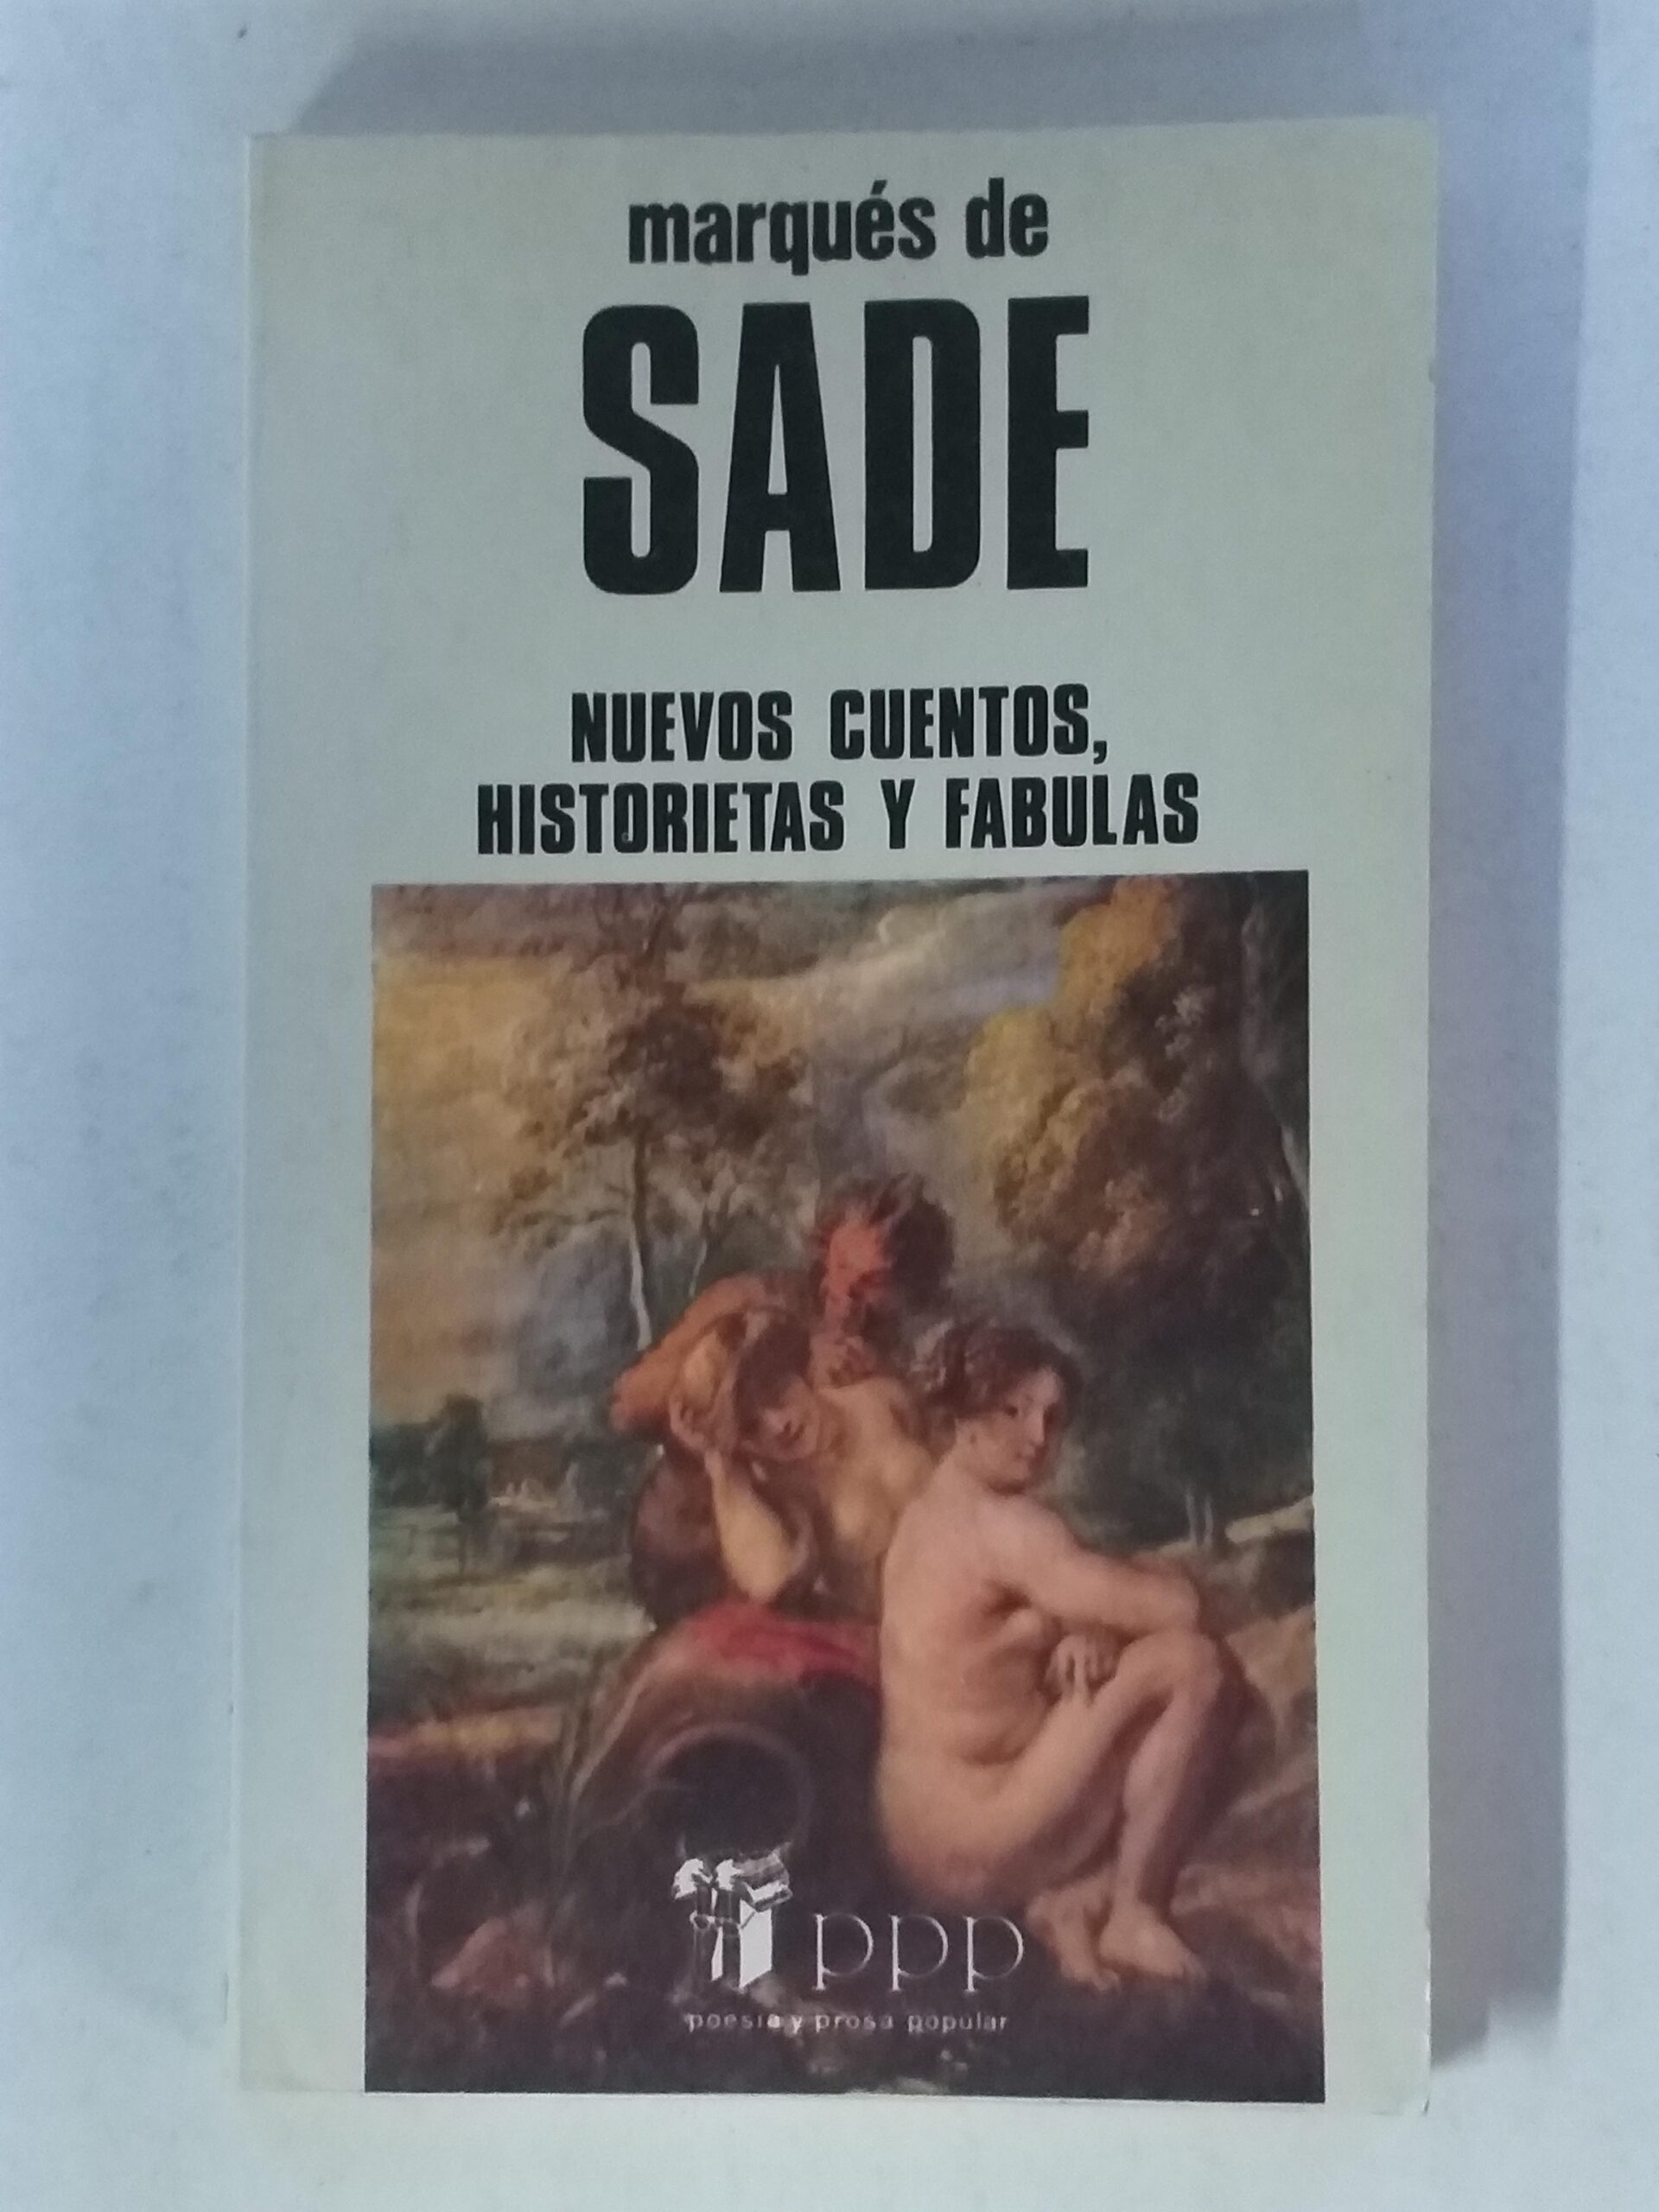 marqués de
SADE
NUEVOS CUENTOS,
HISTORIETAS Y FABULAS
ppp
poesía y prosa popular